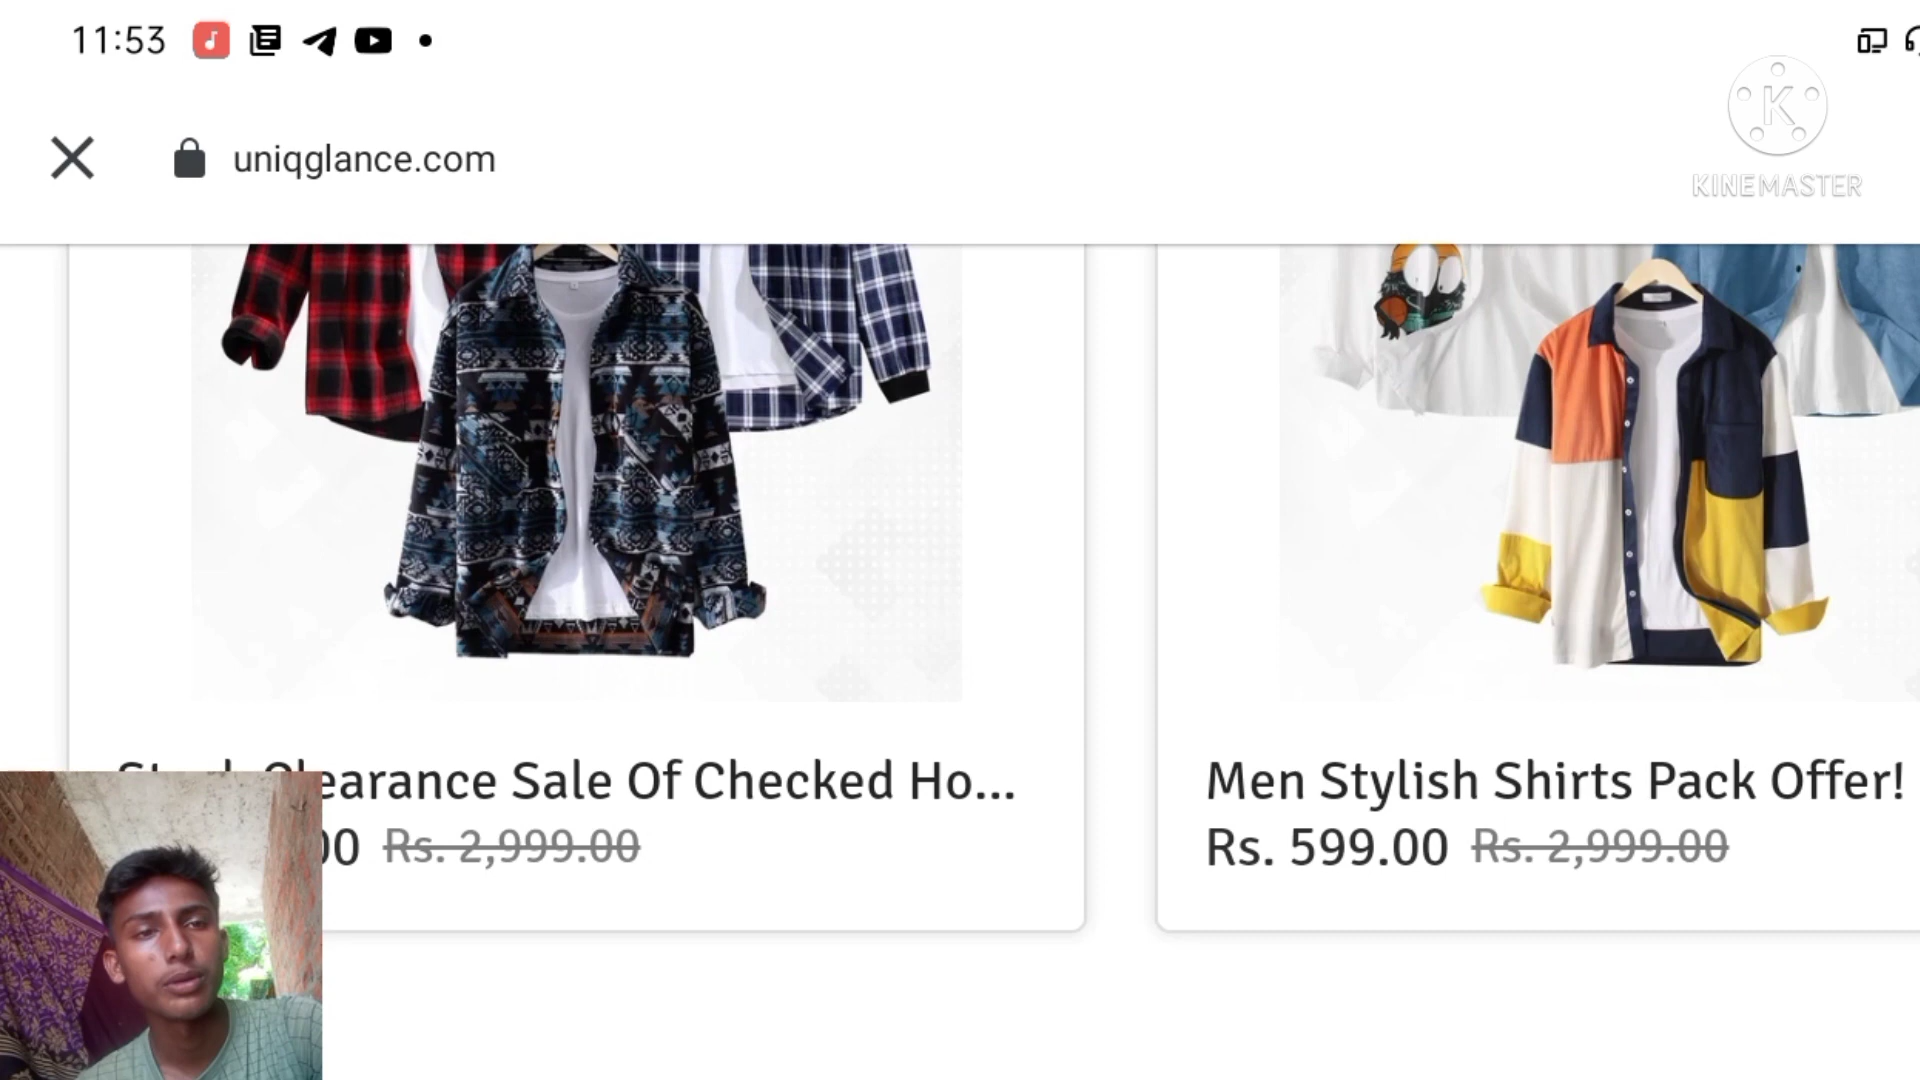 11:53
uniqglance.com
KINEMASTER
Clearance Sale Of Checked Ho...
Rs. 2,999.00
Men Stylish Shirts Pack Offer!
Rs. 599.00 Rs. 2,999.00